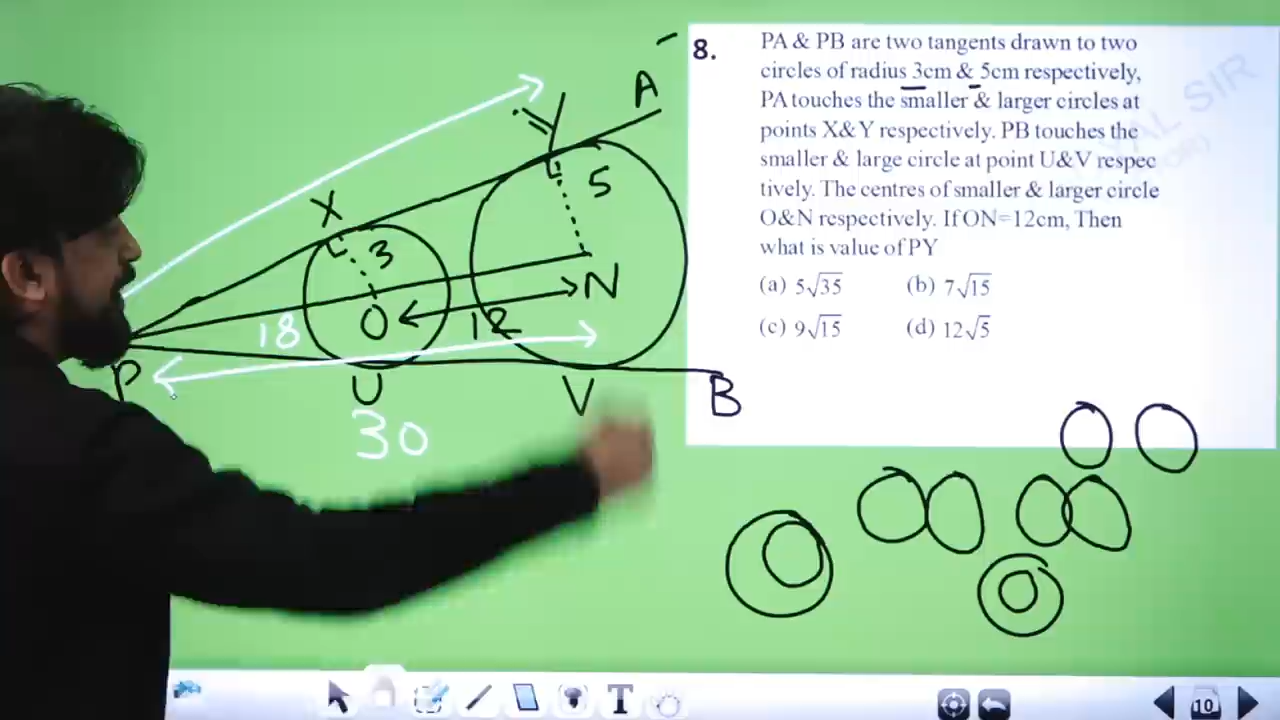 8.
PA & PB are two tangents drawn to two
circles of radius 3cm & 5cm respectively,
PA touches the smaller & larger circles at
points X& Y respectively. PB touches the
smaller & large circle at point U&V respec
tively. The centres of smaller & larger circle
O&N respectively. If ON=12cm, Then
what is value of PY
(a) 5√35 (b) 7√15
(c) 9√15 (d) 12√5
A
Y
X
5
3
N
O
18
12
P
U
V
B
30
T
10